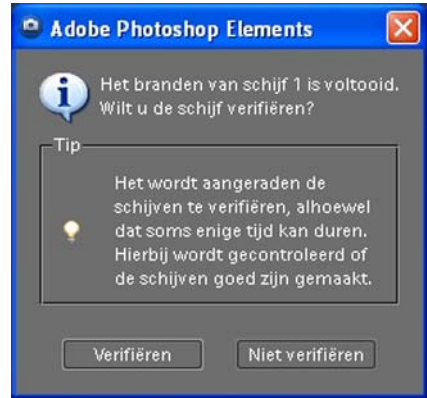 Adobe Photoshop Elements
Het branden van schijf 1 is voltooid.
Wilt u de schijf verifiëren?
Tip
Het wordt aangeraden de
schijven te verifiëren, alhoewel
dat soms enige tijd kan duren.
Hierbij wordt gecontroleerd of
de schijven goed zijn gemaakt.
Verifiëren
Niet verifiëren